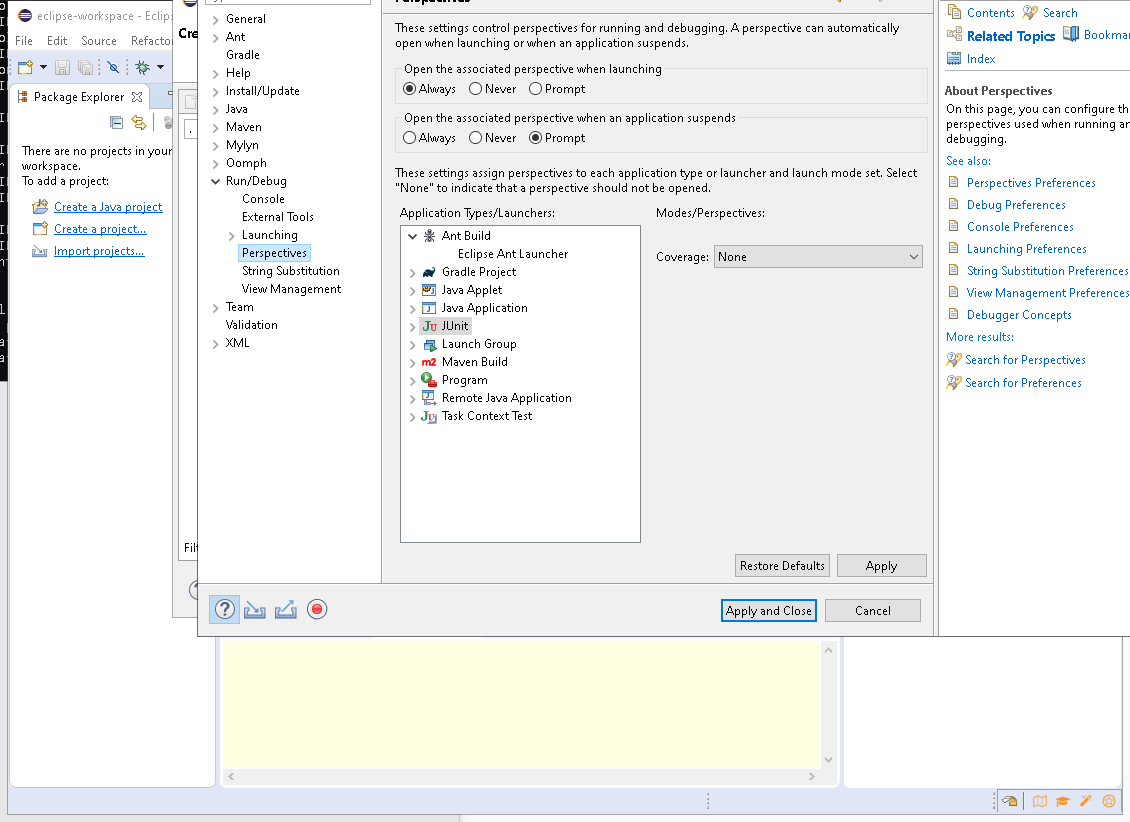 eclipse-workspace - Eclips
File Edit Source Refacto
Package Explorer
There are no projects in your
workspace.
To add a project:
Create a Java project
Create a project...
Import projects...
Cre
Filt
General
Ant
Gradle
Help
Install/Update
Java
Maven
Mylyn
Oomph
Run/Debug
Console
External Tools
Launching
Perspectives
String Substitution
View Management
Team
Validation
XML
Perspectives
These settings control perspectives for running and debugging. A perspective can automatically
open when launching or when an application suspends.
Open the associated perspective when launching
Always Never Prompt
Open the associated perspective when an application suspends
Always Never Prompt
These settings assign perspectives to each application type or launcher and launch mode set. Select
"None" to indicate that a perspective should not be opened.
Application Types/Launchers: Modes/Perspectives:
Ant Build
Eclipse Ant Launcher
Coverage: None
Gradle Project
Java Applet
Java Application
JUnit
Launch Group
m2 Maven Build
Program
Remote Java Application
Task Context Test
Restore Defaults Apply
Apply and Close Cancel
Contents Search
Related Topics Bookmar
Index
About Perspectives
On this page, you can configure th
perspectives used when running an
debugging.
See also:
Perspectives Preferences
Debug Preferences
Console Preferences
Launching Preferences
String Substitution Preferences
View Management Preferences
Debugger Concepts
More results:
Search for Perspectives
Search for Preferences